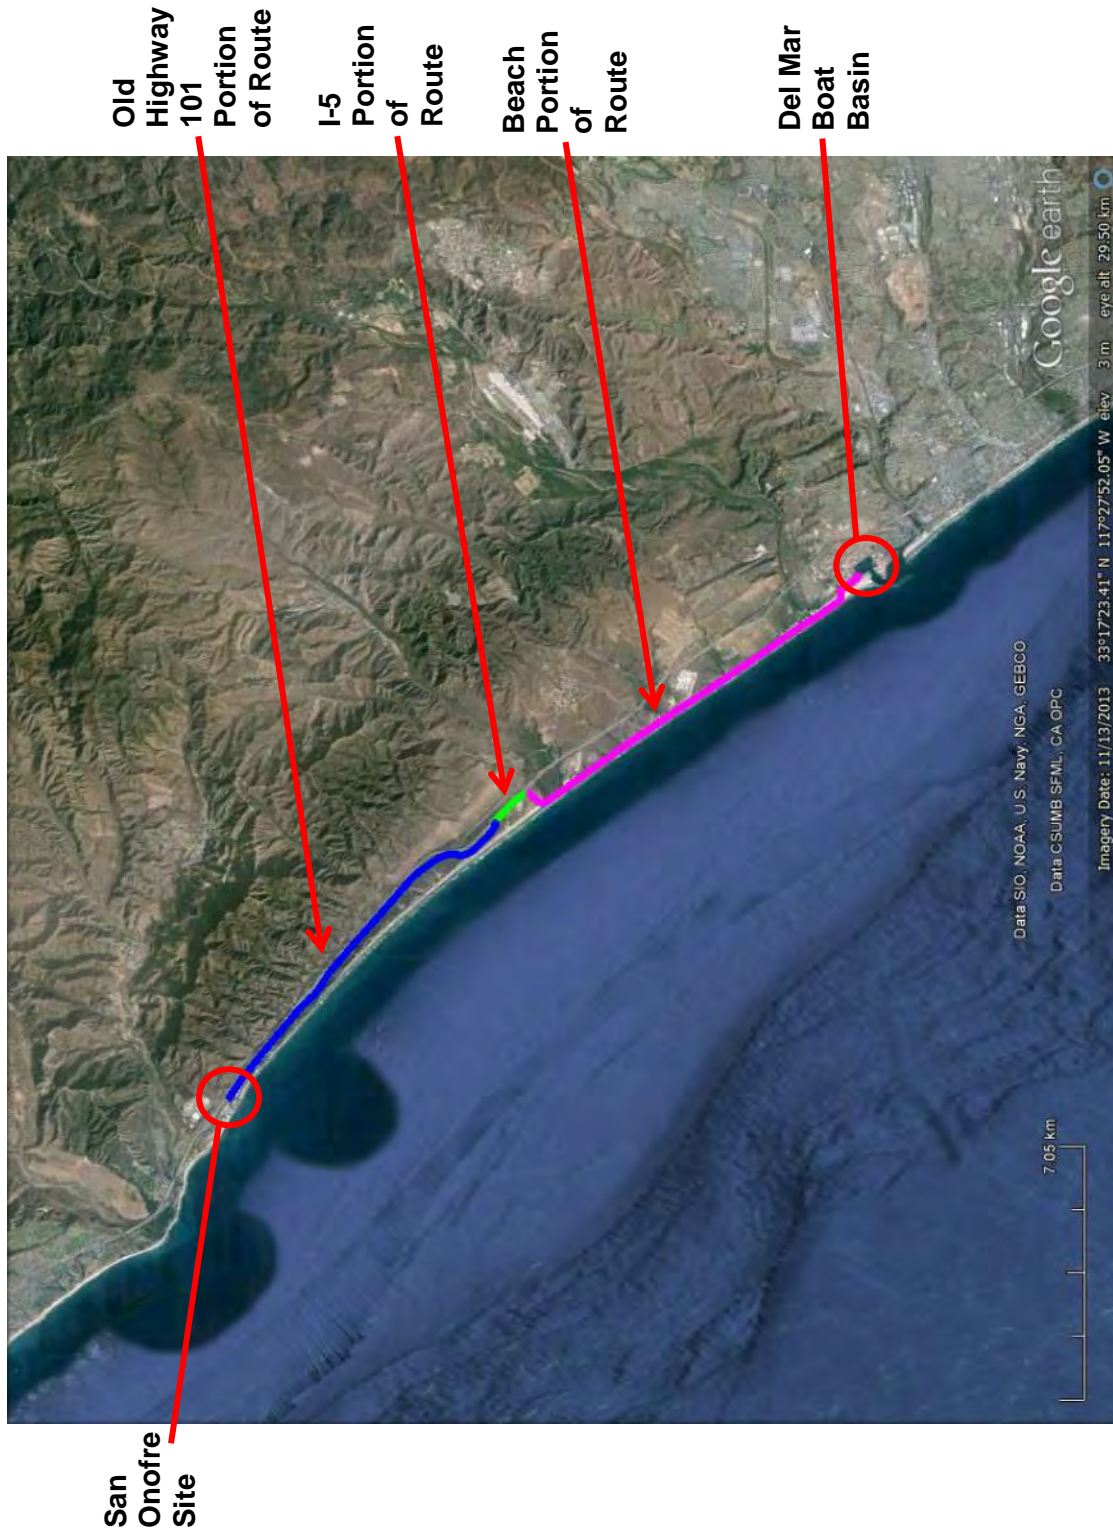 San
Onofre
Site
Old
Highway
101
Portion
of Route
I-5
Portion
of
Route
Beach
Portion
of
Route
Del Mar
Boat
Basin
7.05 km
Data SIO, NOAA, U.S. Navy, NGA, GEBCO
Data CSUMB SFML, CA OPC
Google earth
Imagery Date: 11/13/2013 33°17'23.41" N 117°27'52.05" W elev 3 m eye alt 29.50 km